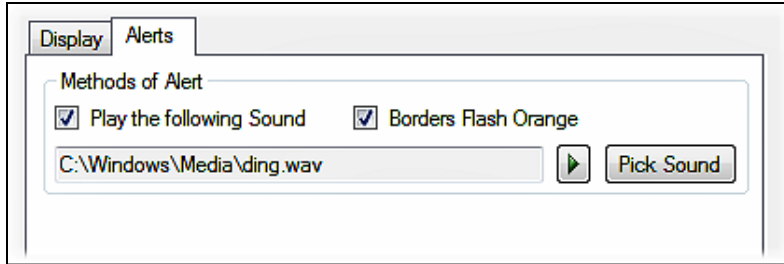 Display Alerts
Methods of Alert
Play the following Sound Borders Flash Orange
C:\Windows\Media\ding.wav Pick Sound